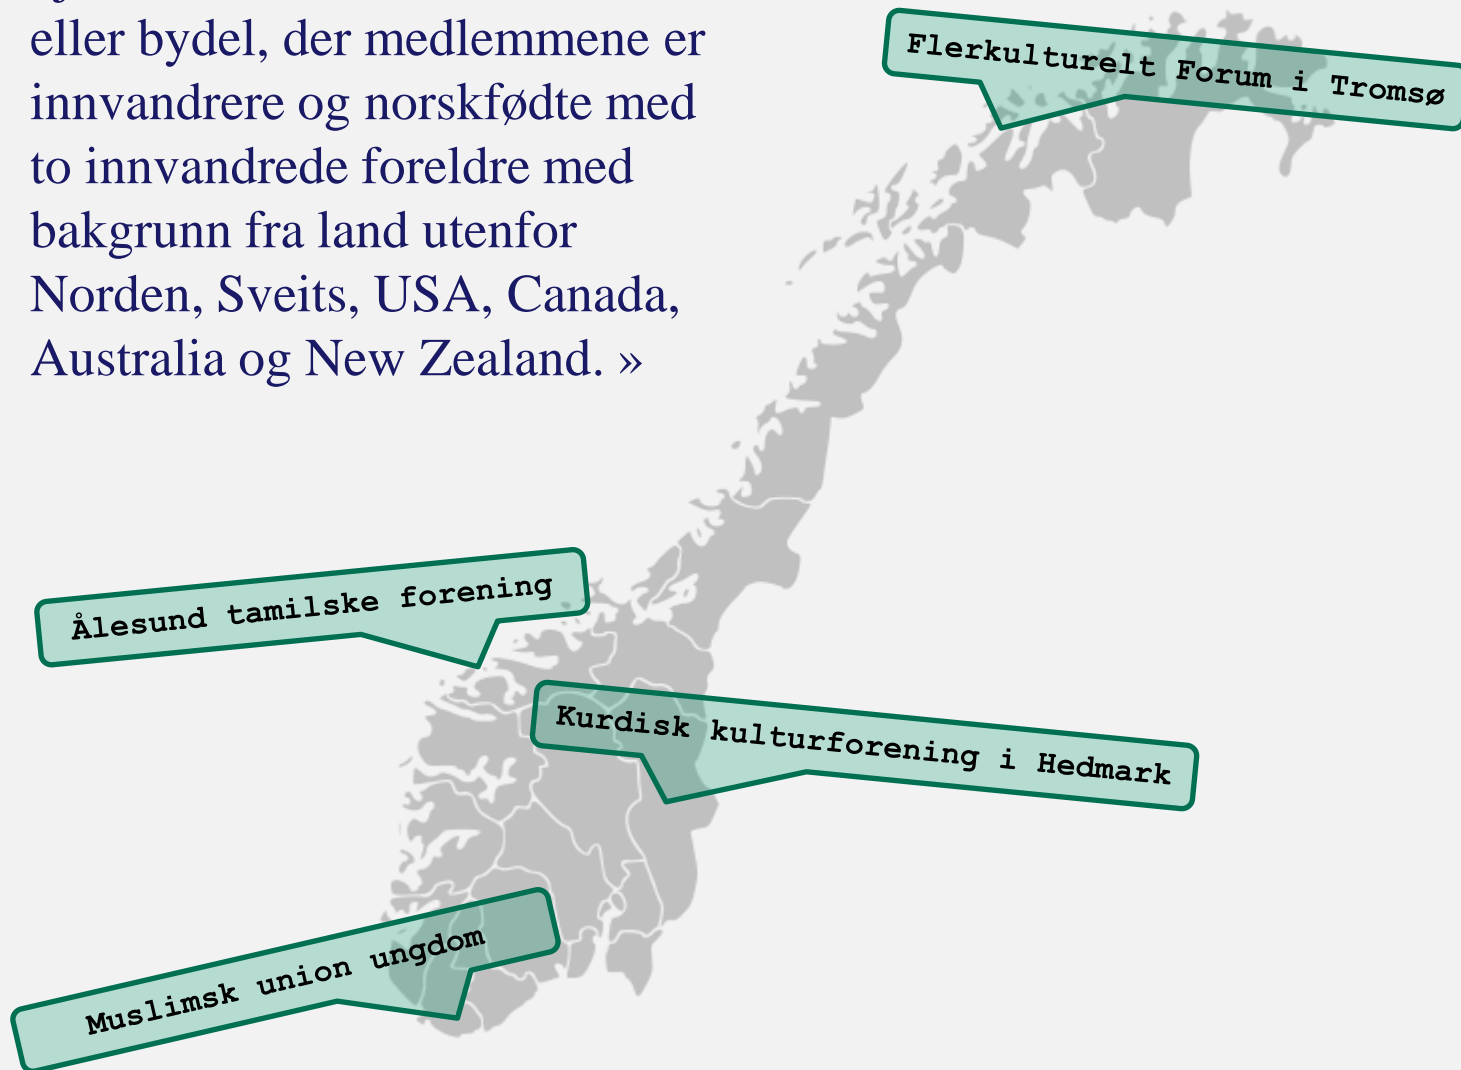 eller bydel, der medlemmene er
innvandrere og norskfødte med
to innvandrede foreldre med
bakgrunn fra land utenfor
Norden, Sveits, USA, Canada,
Australia og New Zealand. »
Flerkulturelt Forum i Tromsø
Ålesund tamilske forening
Kurdisk kulturforening i Hedmark
Muslimsk union ungdom